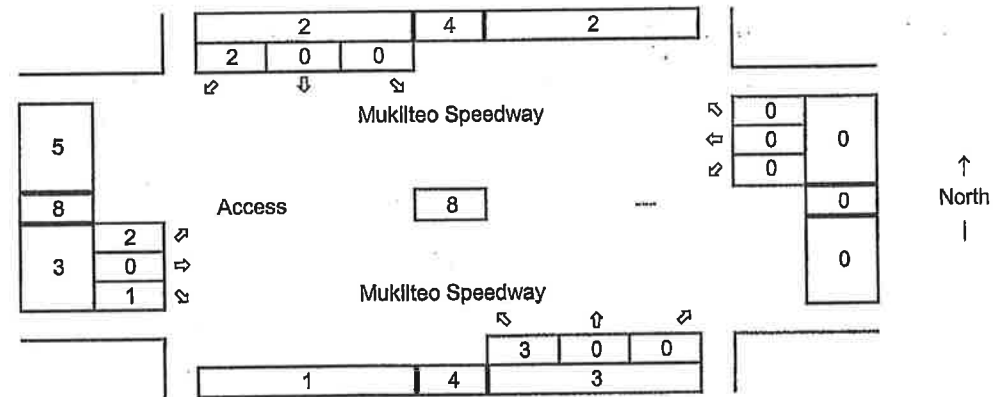 2 4 2
2 0 0
Mukilteo Speedway
0
5 0 0
0
↑
8 Access 8 ---- 0 North
|
2
3 0 0
1
Mukilteo Speedway
3 0 0
1 4 3